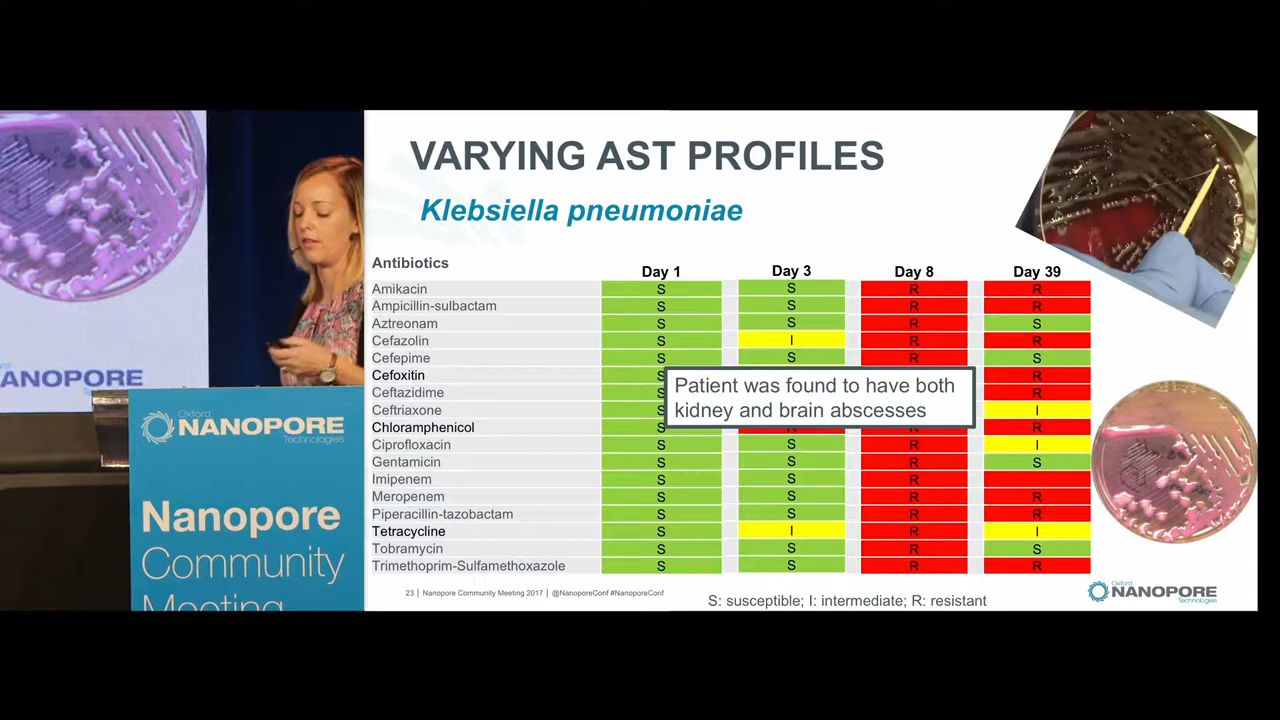 VARYING AST PROFILES
Klebsiella pneumoniae
Antibiotics Day 1 Day 3 Day 8 Day 39
Amikacin S S R R
Ampicillin-sulbactam S S R R
Aztreonam S S R S
Cefazolin S I R R
Cefepime S S R S
Cefoxitin S R
Ceftazidime S R
Ceftriaxone S I
Chloramphenicol S R R R
Ciprofloxacin S S R I
Gentamicin S S R S
Imipenem S S R
Meropenem S S R R
Piperacillin-tazobactam S S R R
Tetracycline S I R I
Tobramycin S S R S
Trimethoprim-Sulfamethoxazole S S R R
Patient was found to have both
kidney and brain abscesses
23 | Nanopore Community Meeting 2017 | @NanoporeConf #NanoporeConf
S: susceptible; I: intermediate; R: resistant
Oxford
NANOPORE
Technologies
ANOPORE
Oxford
NANOPORE
Technologies
Nanopore
Community
Meeting